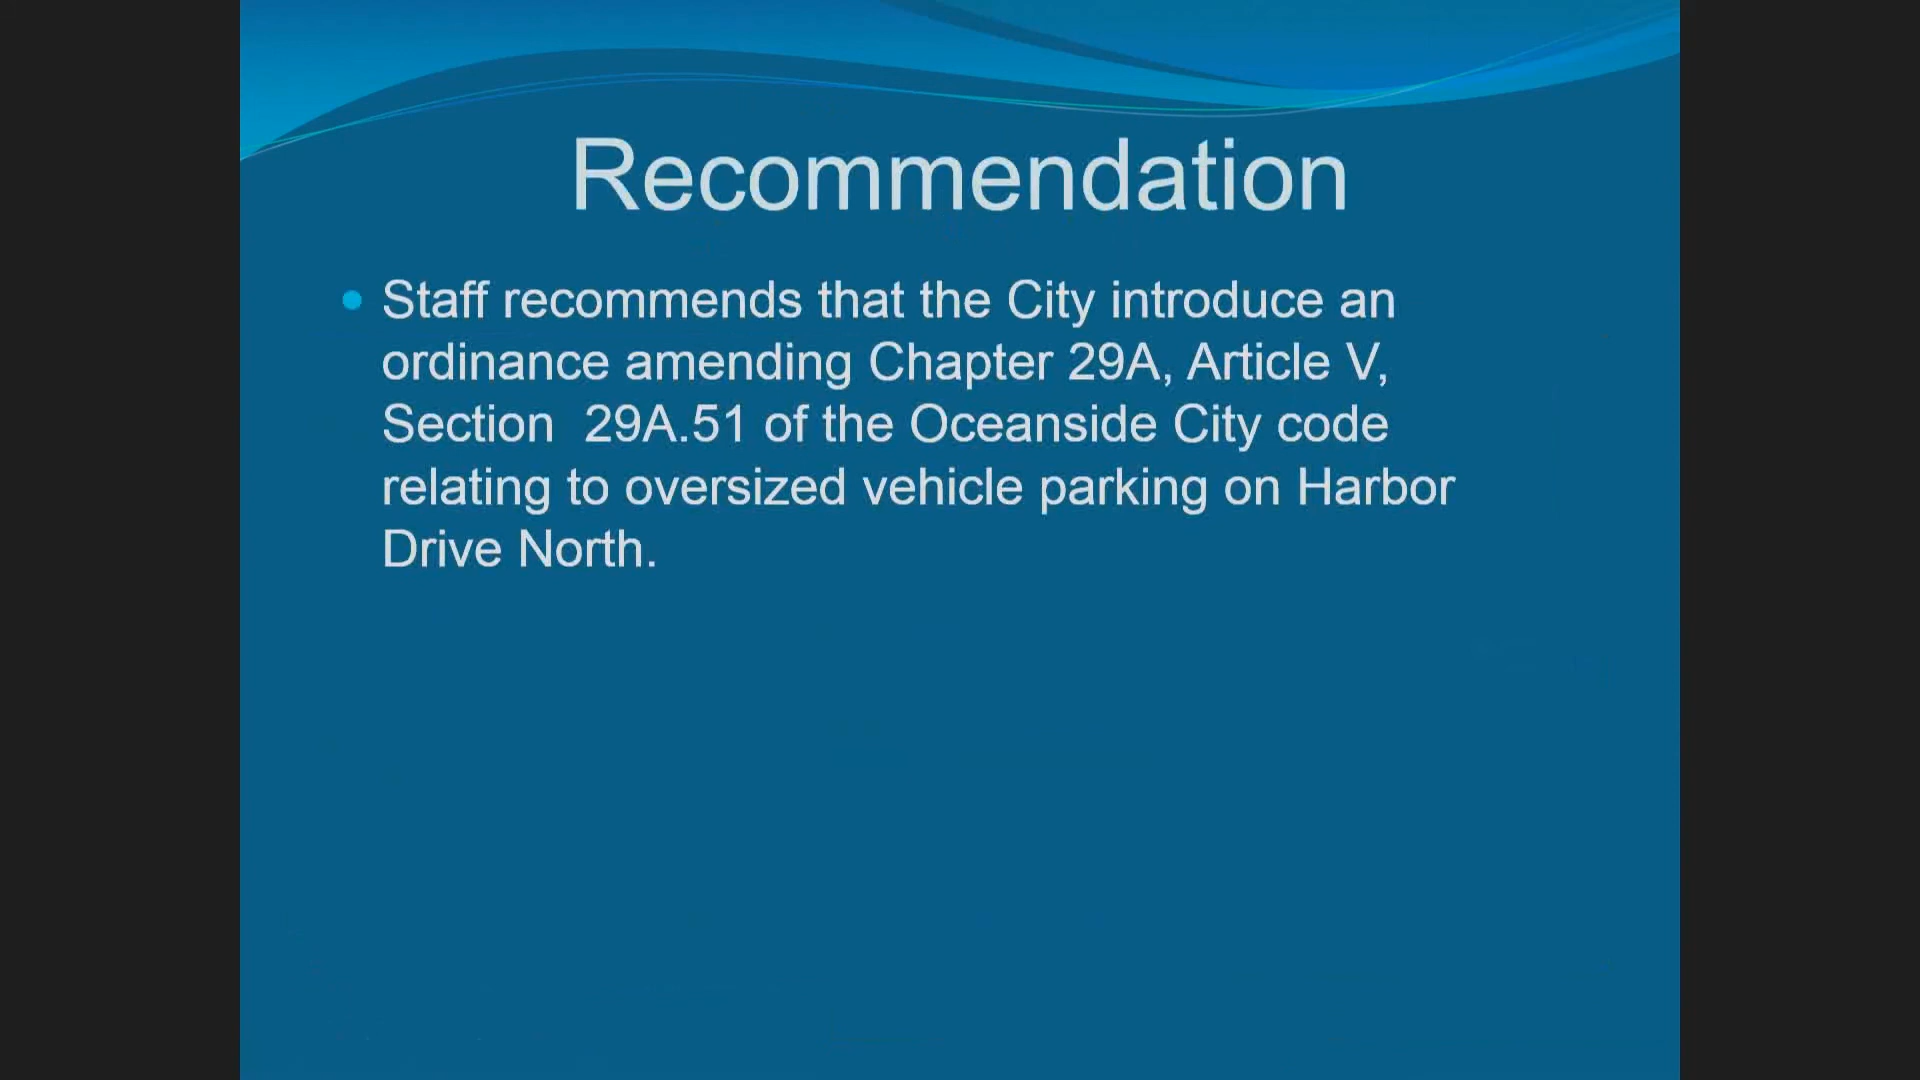 Recommendation
• Staff recommends that the City introduce an
ordinance amending Chapter 29A, Article V,
Section  29A.51 of the Oceanside City code
relating to oversized vehicle parking on Harbor
Drive North.